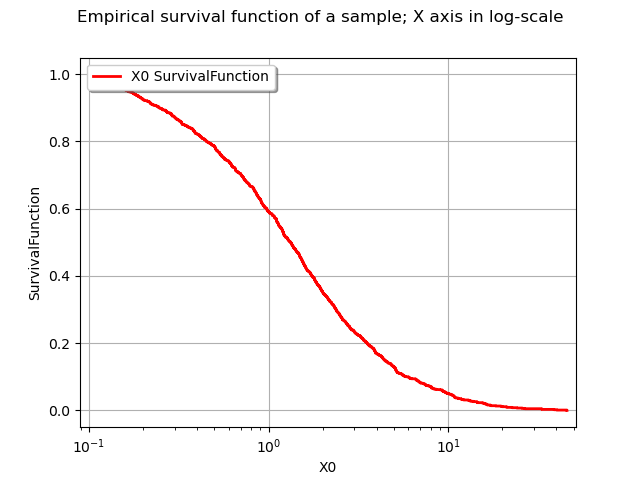 Empirical survival function of a sample; X axis in log-scale
X0 SurvivalFunction
1.0
0.8
0.6
0.4
0.2
0.0
SurvivalFunction
10⁻¹
10⁰
10¹
X0